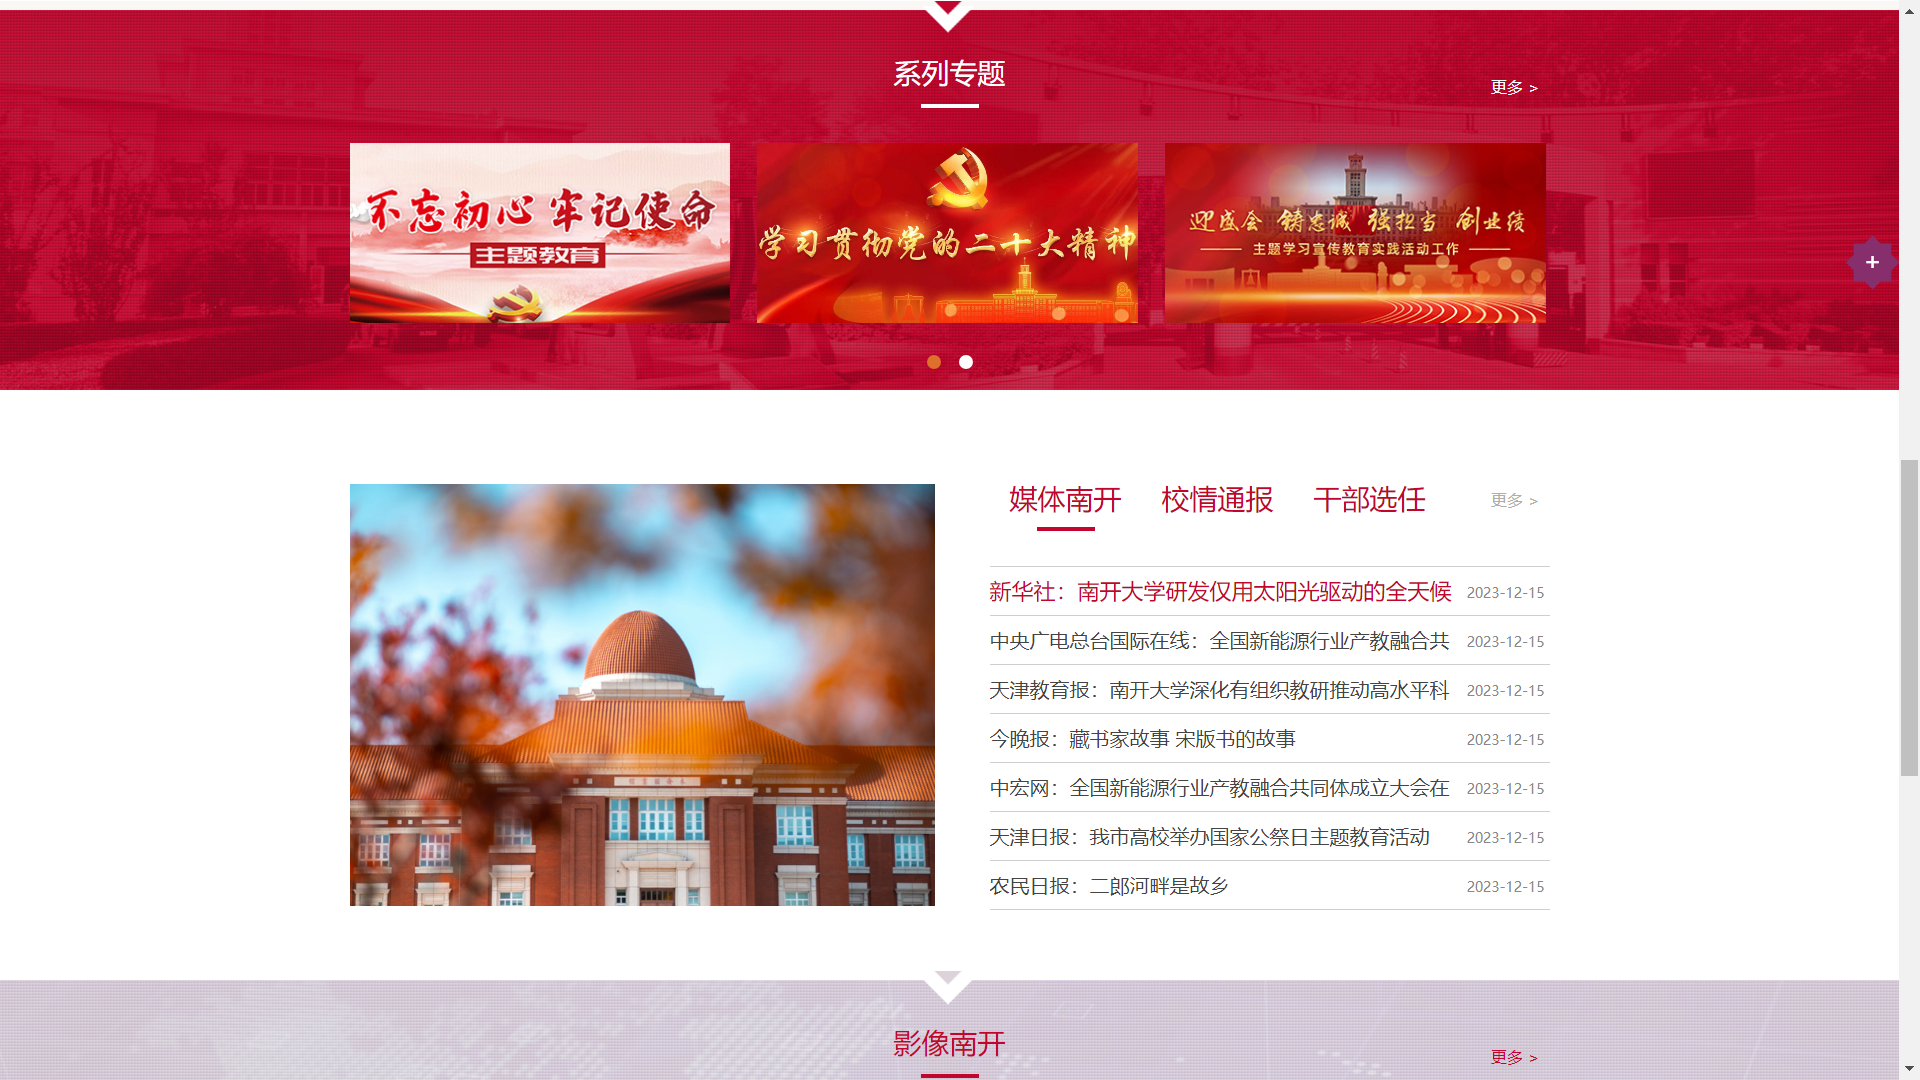 系列专题
更多 >
不忘初心 牢记使命
主题教育
学习贯彻党的二十大精神
迎盛会 铸忠诚 强担当 创业绩
主题学习宣传教育实践活动工作
+
媒体南开
校情通报
干部选任
更多 >
新华社：南开大学研发仅用太阳光驱动的全天候 2023-12-15
中央广电总台国际在线：全国新能源行业产教融合共 2023-12-15
天津教育报：南开大学深化有组织教研推动高水平科 2023-12-15
今晚报：藏书家故事 宋版书的故事 2023-12-15
中宏网：全国新能源行业产教融合共同体成立大会在 2023-12-15
天津日报：我市高校举办国家公祭日主题教育活动 2023-12-15
农民日报：二郎河畔是故乡 2023-12-15
影像南开
更多 >